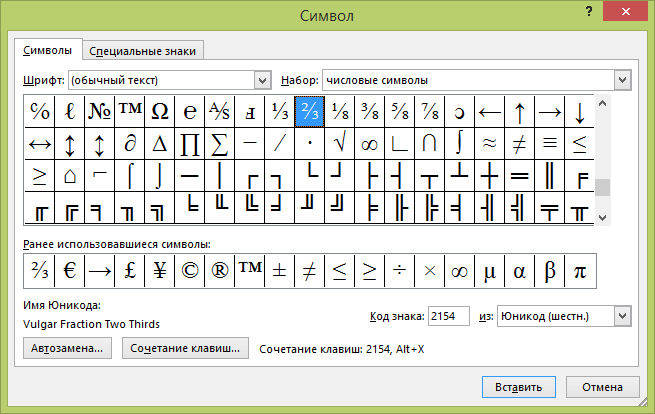 Символ
? ×
Символы Специальные знаки
Шрифт: (обычный текст) Набор: числовые символы
℅ ℓ № ™ Ω ℮ ⅍ ⅎ ⅓ ⅔ ⅛ ⅜ ⅝ ⅞ ↄ ← ↑ → ↓
↔ ↕ ↨ ∂ ∆ ∏ ∑ − ∕ ∙ √ ∞ ∟ ∩ ∫ ≈ ≠ ≡ ≤
≥ ⌂ ⌐ ⌠ ⌡ ─ │ ┌ ┐ └ ┘ ├ ┤ ┬ ┴ ┼ ═ ║ ╒
╓ ╔ ╕ ╖ ╗ ╘ ╙ ╚ ╛ ╜ ╝ ╞ ╟ ╠ ╡ ╢ ╣ ╤ ╥
Ранее использовавшиеся символы:
⅔ € → £ ¥ © ® ™ ± ≠ ≤ ≥ ÷ × ∞ µ α β π
Имя Юникода:
Vulgar Fraction Two Thirds
Код знака: 2154 из: Юникод (шестн.)
Автозамена... Сочетание клавиш... Сочетание клавиш: 2154, Alt+X
Вставить Отмена